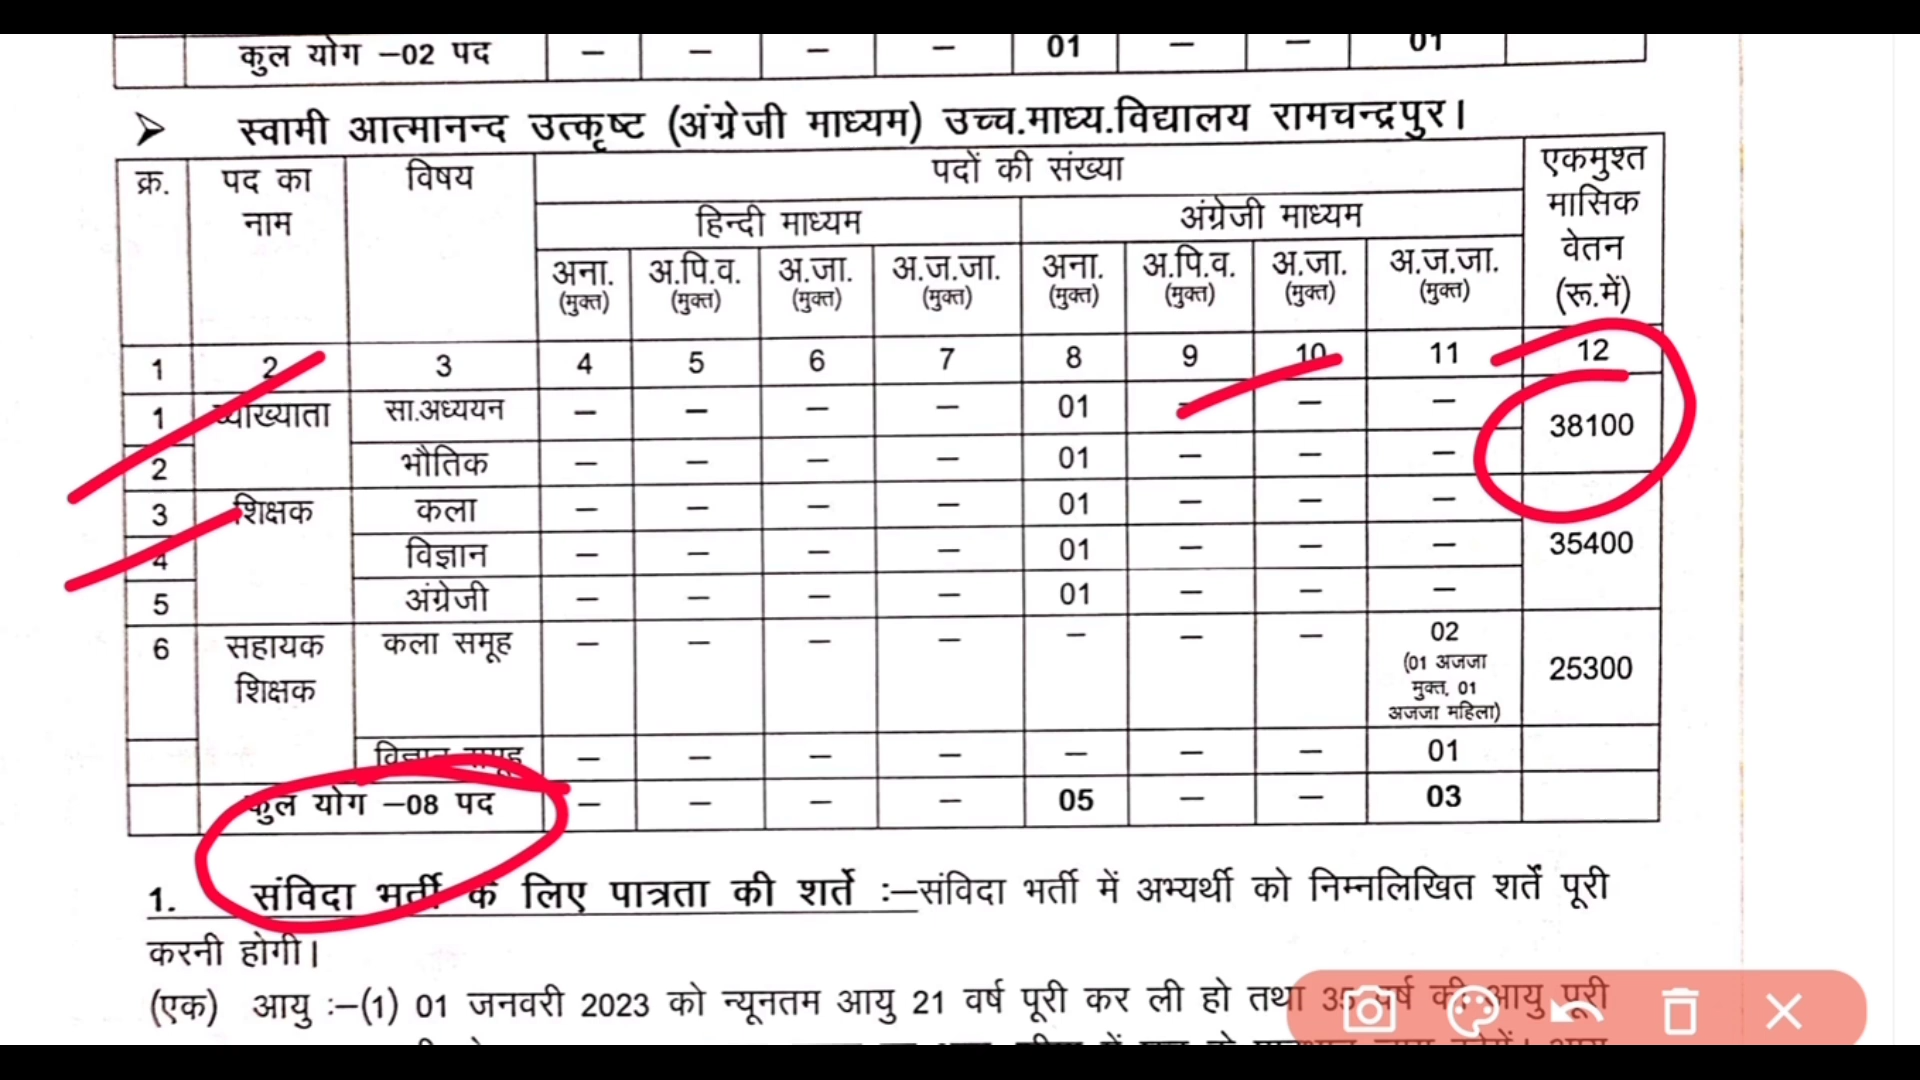 कुल योग –02 पद – – – – 01 – – 01
➢ स्वामी आत्मानन्द उत्कृष्ट (अंग्रेजी माध्यम) उच्च.माध्य.विद्यालय रामचन्द्रपुर।
क्र. पद का नाम विषय पदों की संख्या एकमुश्त मासिक वेतन (रू.में)
हिन्दी माध्यम अंग्रेजी माध्यम
अना. (मुक्त) अ.पि.व. (मुक्त) अ.जा. (मुक्त) अ.ज.जा. (मुक्त) अना. (मुक्त) अ.पि.व. (मुक्त) अ.जा. (मुक्त) अ.ज.जा. (मुक्त)
1 2 3 4 5 6 7 8 9 10 11 12
1 व्याख्याता सा.अध्ययन – – – – 01 – – – 38100
2 भौतिक – – – – 01 – – –
3 शिक्षक कला – – – – 01 – – – 35400
4 विज्ञान – – – – 01 – – –
5 अंग्रेजी – – – – 01 – – –
6 सहायक शिक्षक कला समूह – – – – – – – 02 (01 अजजा मुक्त, 01 अजजा महिला) 25300
विज्ञान समूह – – – – – – – 01
कुल योग –08 पद – – – – 05 – – 03
1. संविदा भर्ती के लिए पात्रता की शर्ते :–संविदा भर्ती में अभ्यर्थी को निम्नलिखित शर्ते पूरी
करनी होगी।
(एक) आयु :–(1) 01 जनवरी 2023 को न्यूनतम आयु 21 वर्ष पूरी कर ली हो तथा 35 वर्ष की आयु पूरी